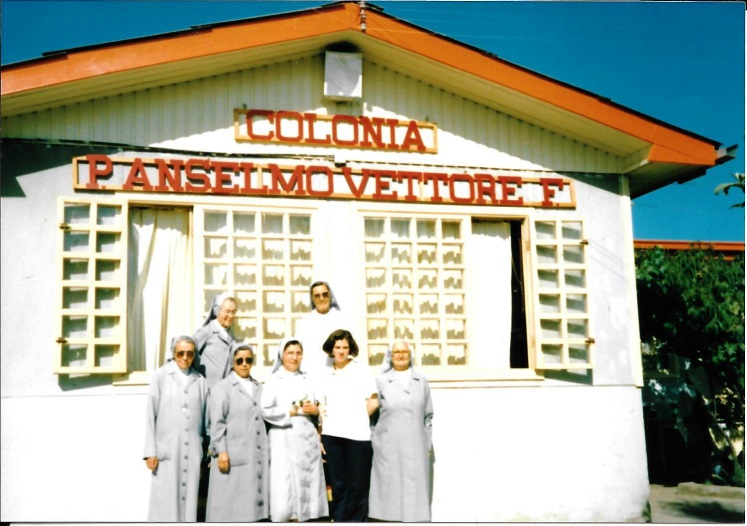 COLONIA
P. ANSELMO VETTORE F.